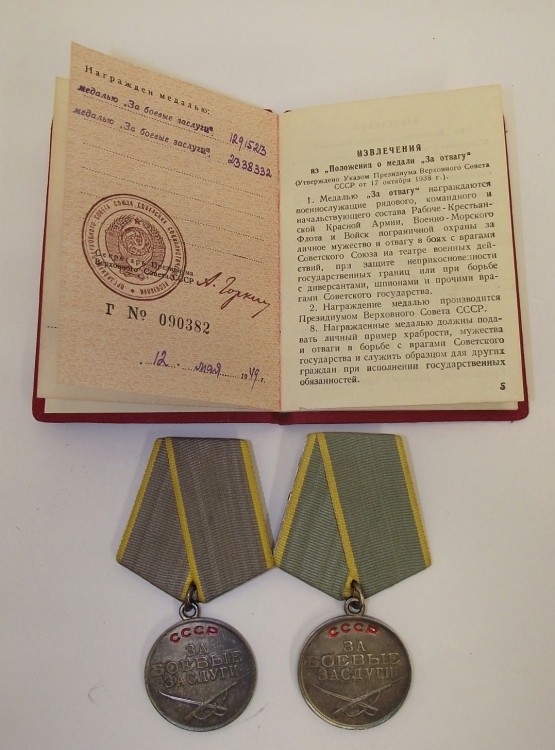 Награжден медалью:
медалью „За боевые заслуги“
1291528
медалью „За боевые заслуги“.
2338332
Секретарь Президиума
Верховного Совета СССР
А. Горкин
Г № 090382
12 мая 1949 г.
ИЗВЛЕЧЕНИЯ
из „Положения о медали „За отвагу“
(Утверждено Указом Президиума Верховного Совета
СССР от 17 октября 1938 г.).
1. Медалью „За отвагу“ награждаются
военнослужащие рядового, командного и
начальствующего состава Рабоче-Крестьян-
ской Красной Армии, Военно-Морского
Флота и Войск пограничной охраны за
личное мужество и отвагу в боях с врагами
Советского Союза на театре военных дей-
ствий, при защите неприкосновенности
государственных границ или при борьбе
с диверсантами, шпионами и прочими вра-
гами Советского государства.
2. Награждение медалью производится
Президиумом Верховного Совета СССР.
8. Награжденные медалью должны пода-
вать личный пример храбрости, мужества
и отваги в борьбе с врагами Советского
государства и служить образцом для других
граждан при исполнении государственных
обязанностей.
5
СССР
ЗА
БОЕВЫЕ
ЗАСЛУГИ
СССР
ЗА
БОЕВЫЕ
ЗАСЛУГИ